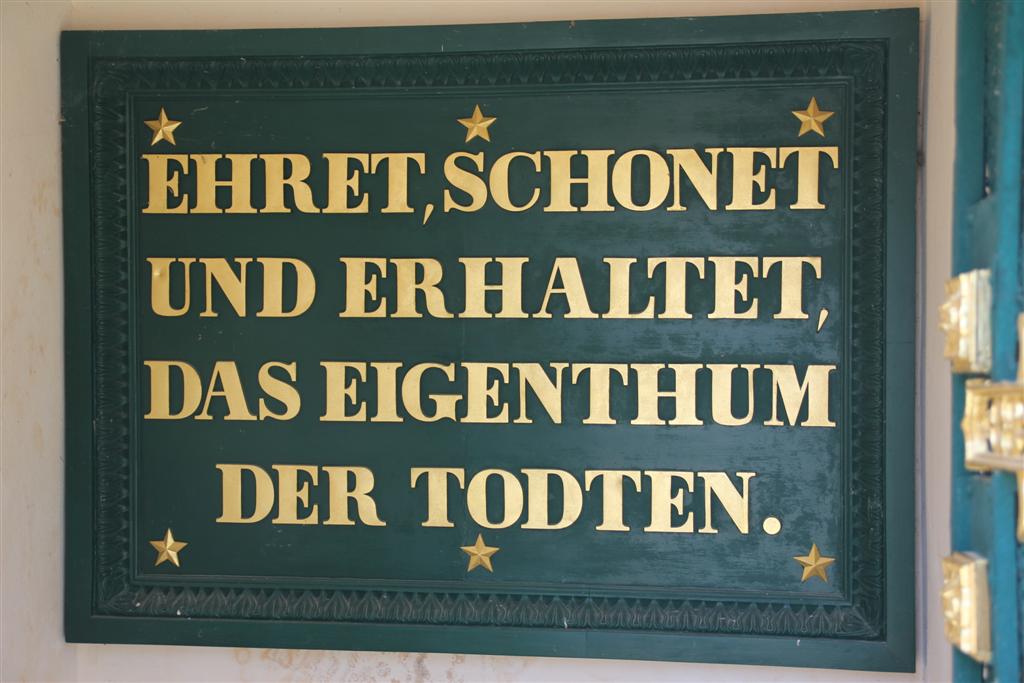 EHRET, SCHONET
UND ERHALTET,
DAS EIGENTHUM
DER TODTEN.